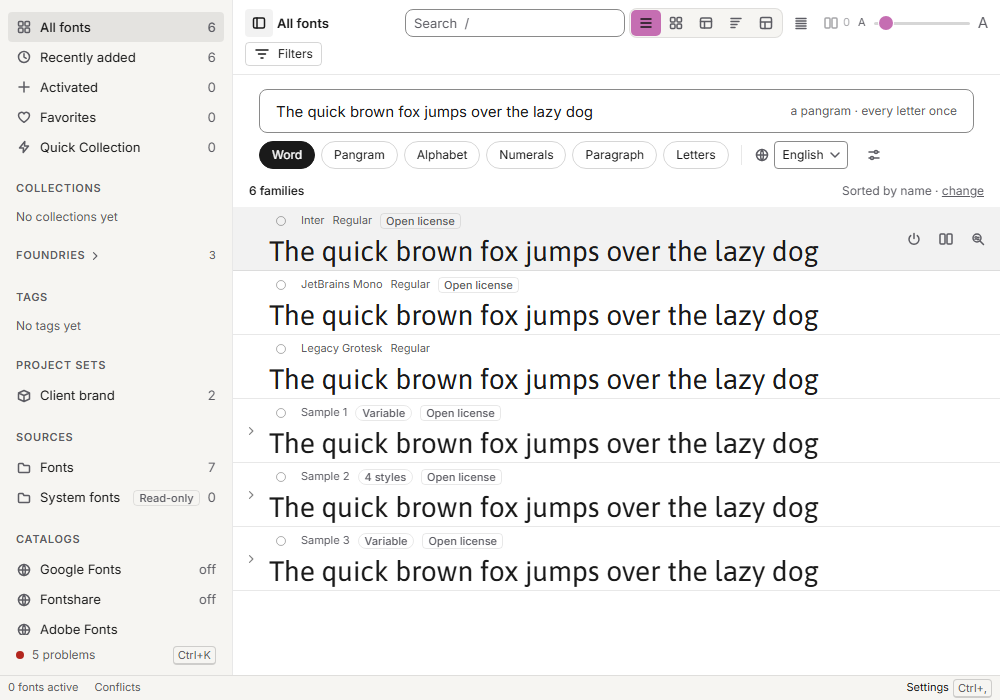 All fonts 6
Recently added 6
Activated 0
Favorites 0
Quick Collection 0
COLLECTIONS
No collections yet
FOUNDRIES 3
TAGS
No tags yet
PROJECT SETS
Client brand 2
SOURCES
Fonts 7
System fonts Read-only 0
CATALOGS
Google Fonts off
Fontshare off
Adobe Fonts
5 problems Ctrl+K
All fonts Search / 0 A A
Filters
The quick brown fox jumps over the lazy dog a pangram · every letter once
Word Pangram Alphabet Numerals Paragraph Letters English
6 families Sorted by name · change
Inter Regular Open license
The quick brown fox jumps over the lazy dog
JetBrains Mono Regular Open license
The quick brown fox jumps over the lazy dog
Legacy Grotesk Regular
The quick brown fox jumps over the lazy dog
Sample 1 Variable Open license
The quick brown fox jumps over the lazy dog
Sample 2 4 styles Open license
The quick brown fox jumps over the lazy dog
Sample 3 Variable Open license
The quick brown fox jumps over the lazy dog
0 fonts active Conflicts Settings Ctrl+,